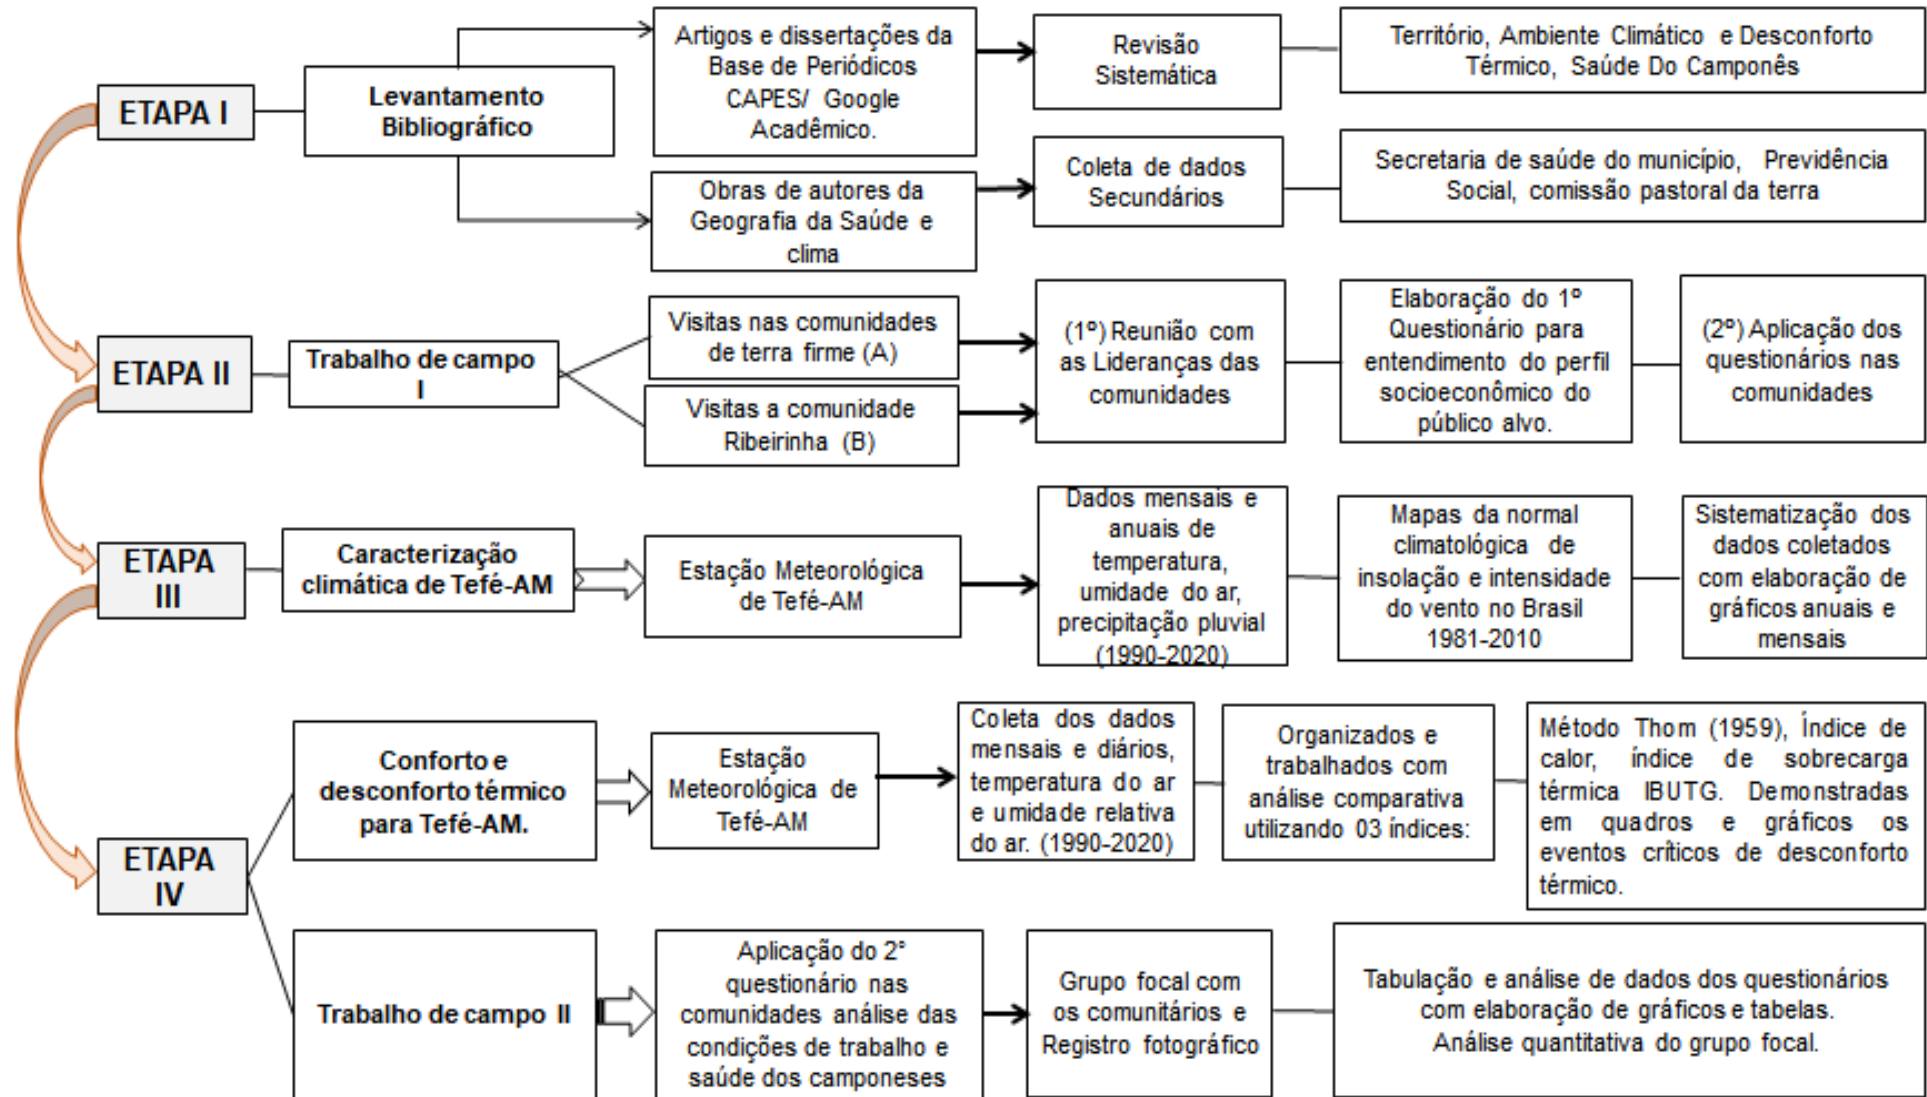 ETAPA I
Levantamento
Bibliográfico
Artigos e dissertações da
Base de Periódicos
CAPES/ Google
Acadêmico.
Revisão
Sistemática
Território, Ambiente Climático e Desconforto
Térmico, Saúde Do Camponês
Obras de autores da
Geografia da Saúde e
clima
Coleta de dados
Secundários
Secretaria de saúde do município, Previdência
Social, comissão pastoral da terra
ETAPA II
Trabalho de campo
I
Visitas nas comunidades
de terra firme (A)
Visitas a comunidade
Ribeirinha (B)
(1º) Reunião com
as Lideranças das
comunidades
Elaboração do 1º
Questionário para
entendimento do perfil
socioeconômico do
público alvo.
(2º) Aplicação dos
questionários nas
comunidades
ETAPA
III
Caracterização
climática de Tefé-AM
Estação Meteorológica
de Tefé-AM
Dados mensais e
anuais de
temperatura,
umidade do ar,
precipitação pluvial
(1990-2020)
Mapas da normal
climatológica de
insolação e intensidade
do vento no Brasil
1981-2010
Sistematização dos
dados coletados
com elaboração de
gráficos anuais e
mensais
ETAPA
IV
Conforto e
desconforto térmico
para Tefé-AM.
Estação
Meteorológica de
Tefé-AM
Coleta dos dados
mensais e diários,
temperatura do ar
e umidade relativa
do ar. (1990-2020)
Organizados e
trabalhados com
análise comparativa
utilizando 03 índices:
Método Thom (1959), Índice de
calor, índice de sobrecarga
térmica IBUTG. Demonstradas
em quadros e gráficos os
eventos críticos de desconforto
térmico.
Trabalho de campo II
Aplicação do 2°
questionário nas
comunidades análise das
condições de trabalho e
saúde dos camponeses
Grupo focal com
os comunitários e
Registro fotográfico
Tabulação e análise de dados dos questionários
com elaboração de gráficos e tabelas.
Análise quantitativa do grupo focal.